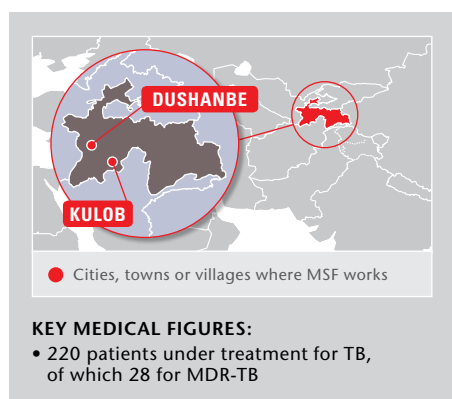 DUSHANBE
KULOB
Cities, towns or villages where MSF works
KEY MEDICAL FIGURES:
• 220 patients under treatment for TB,
of which 28 for MDR-TB